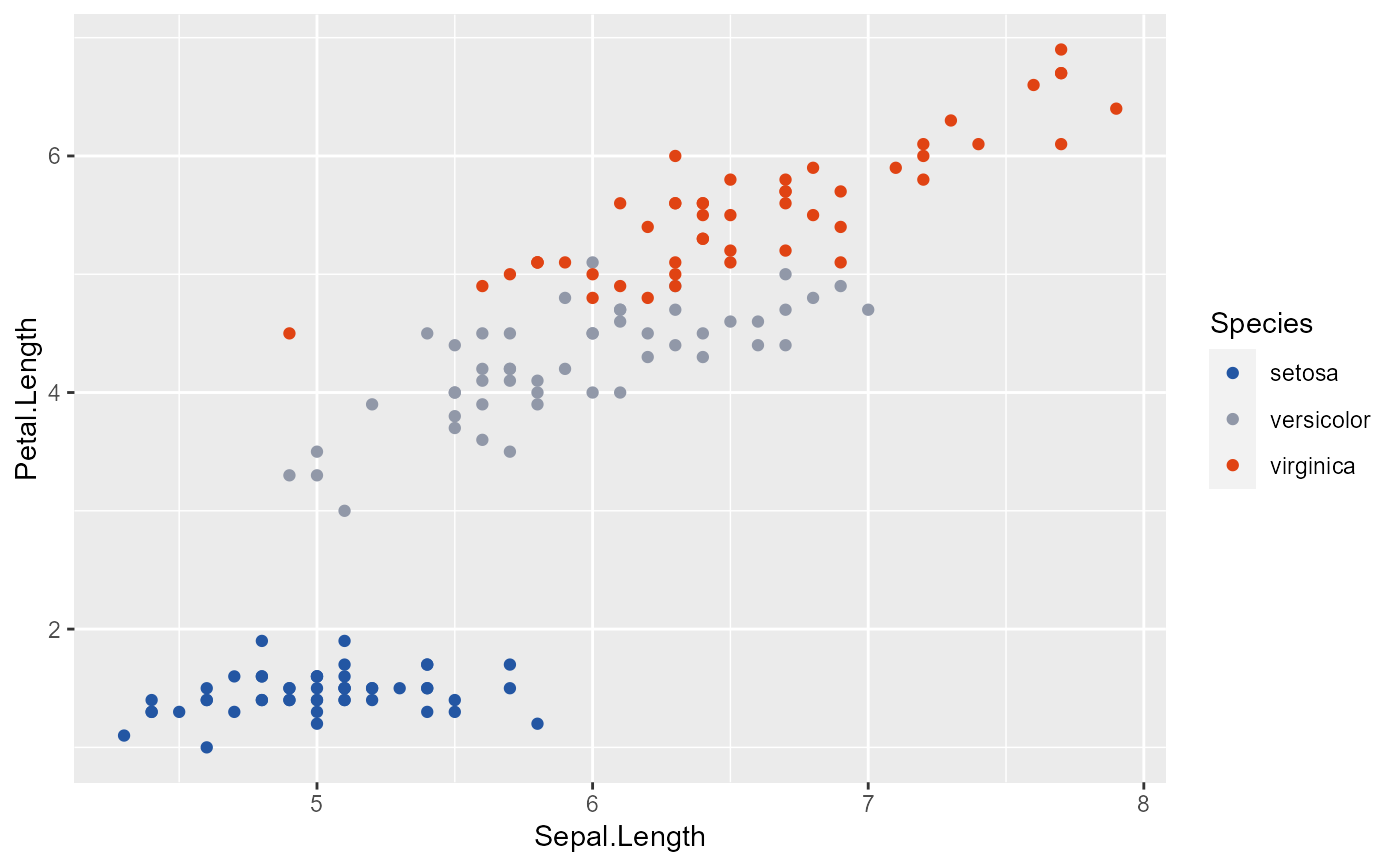 Petal.Length
6
4
2
5 6 7 8
Sepal.Length
Species
setosa
versicolor
virginica